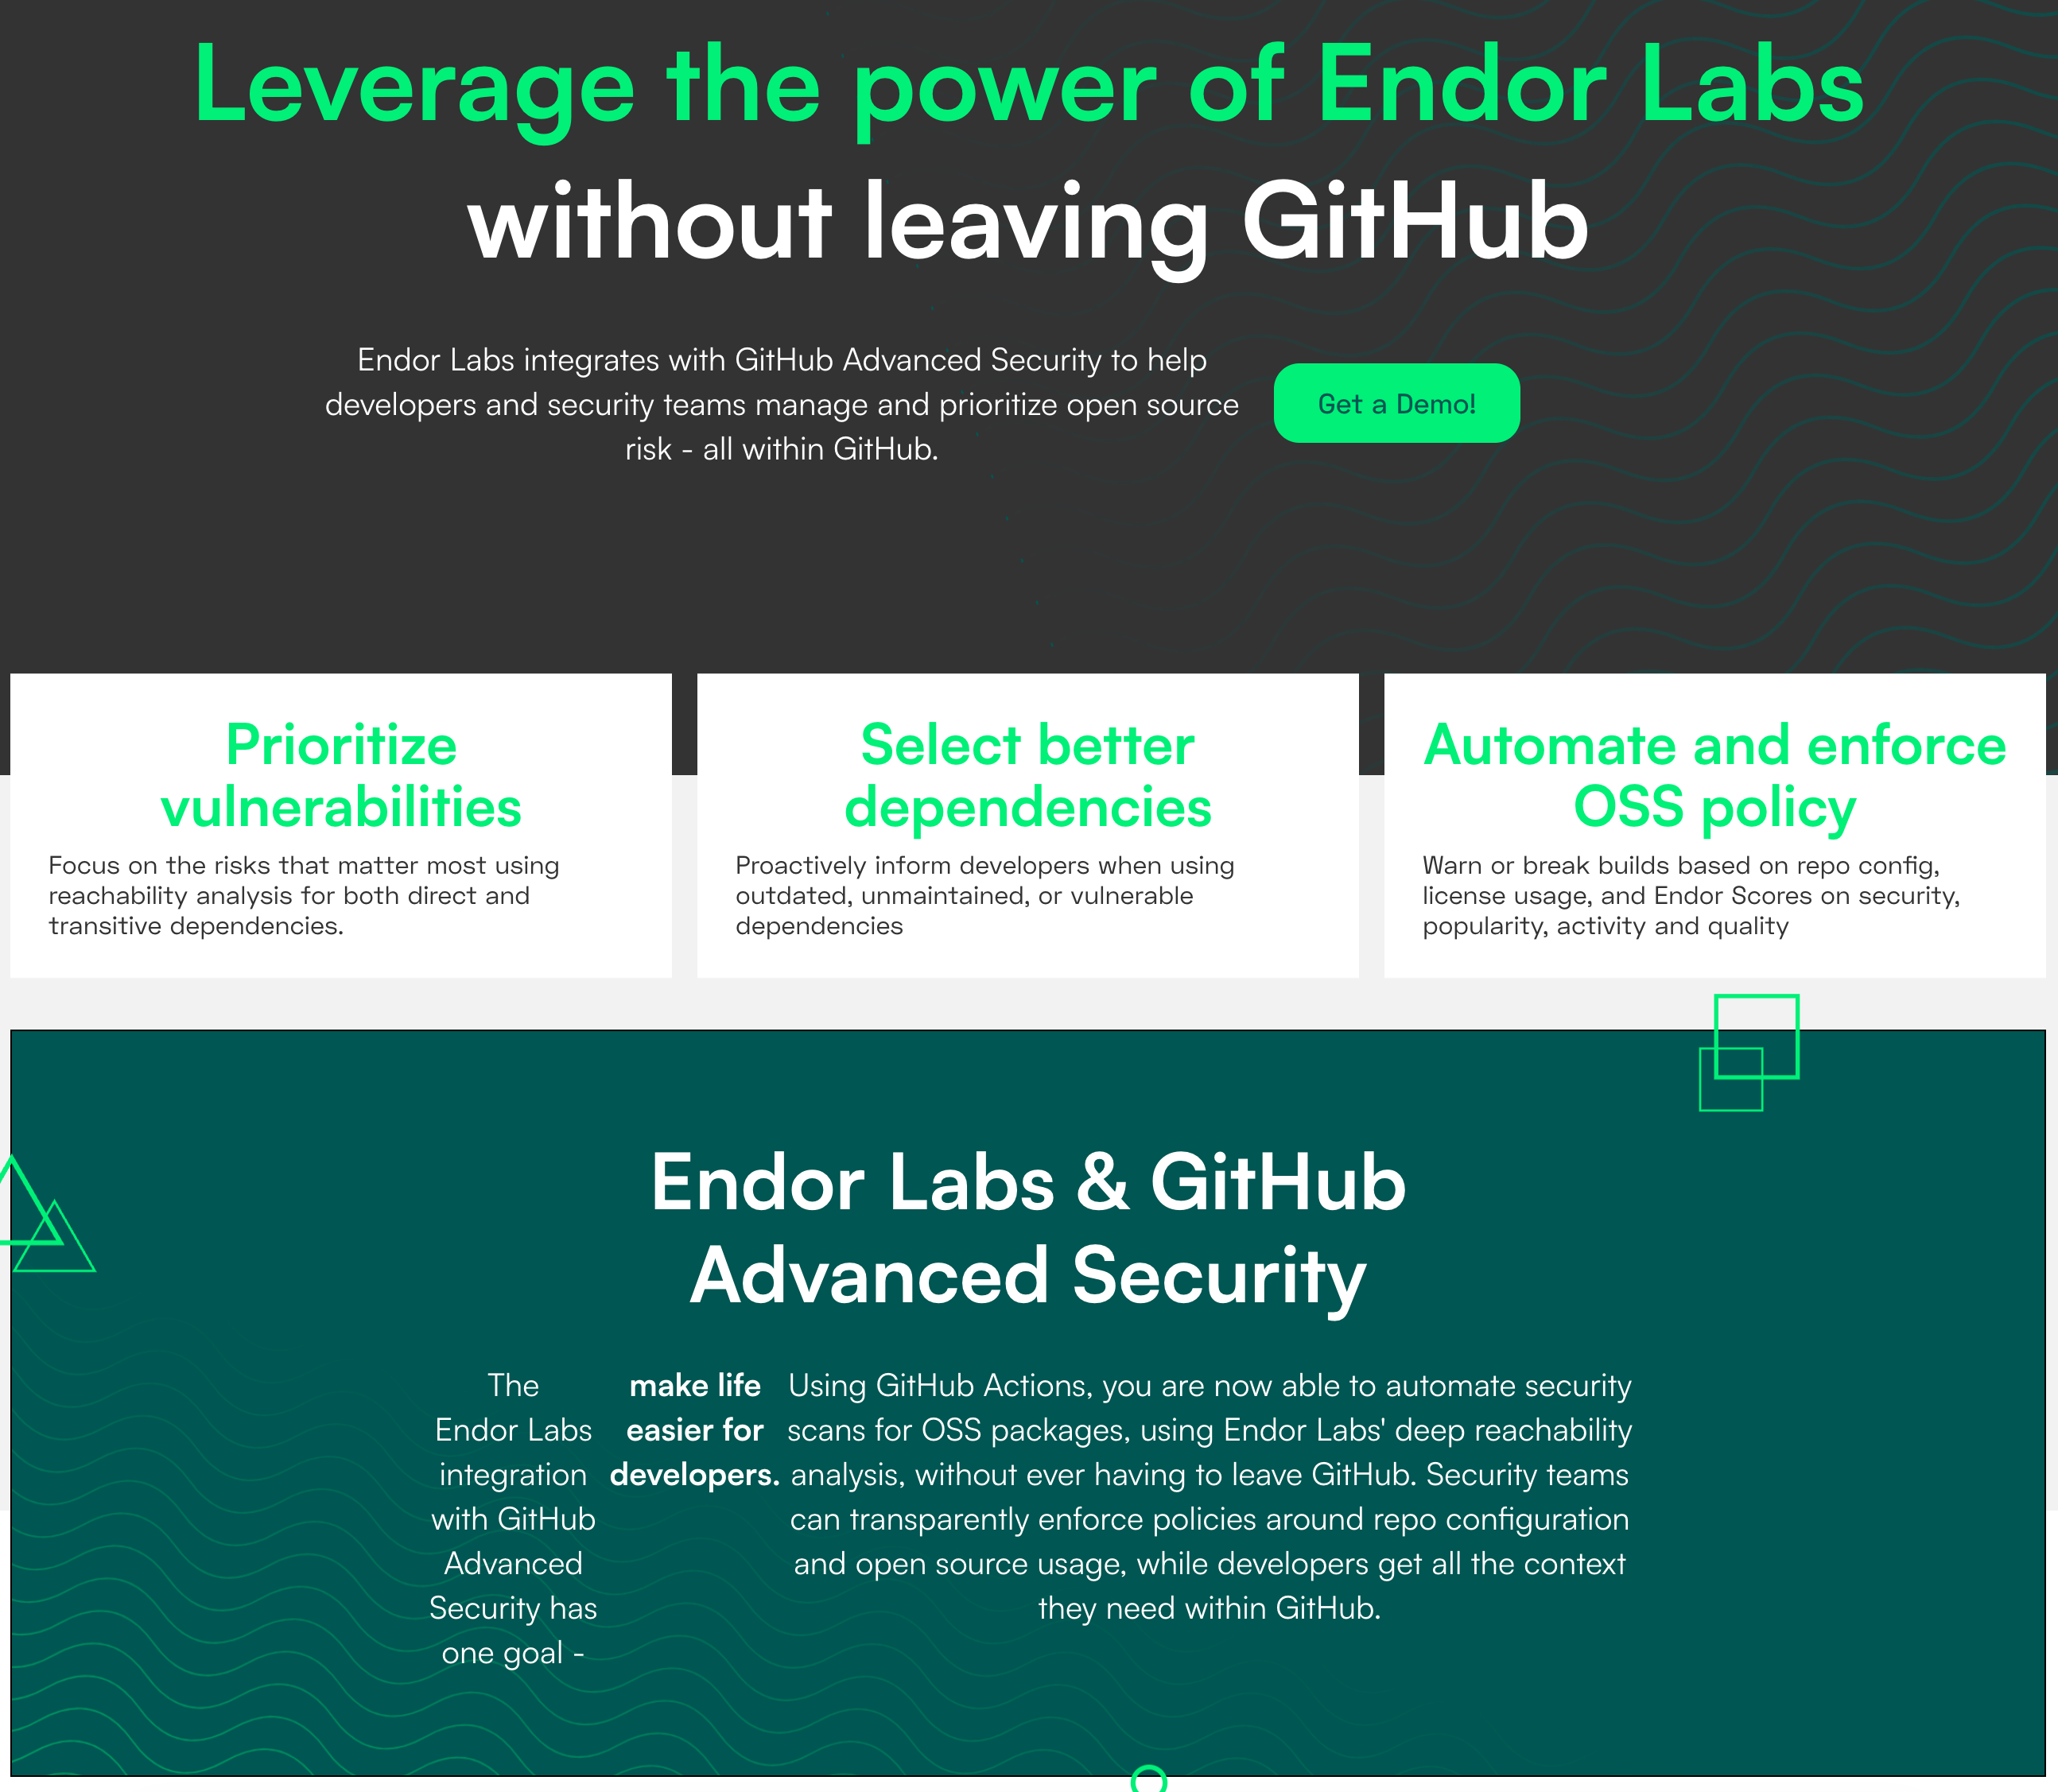 Leverage the power of Endor Labs
without leaving GitHub
Endor Labs integrates with GitHub Advanced Security to help
developers and security teams manage and prioritize open source
risk - all within GitHub.
Get a Demo!
Prioritize
vulnerabilities
Focus on the risks that matter most using
reachability analysis for both direct and
transitive dependencies.
Select better
dependencies
Proactively inform developers when using
outdated, unmaintained, or vulnerable
dependencies
Automate and enforce
OSS policy
Warn or break builds based on repo config,
license usage, and Endor Scores on security,
popularity, activity and quality
Endor Labs & GitHub
Advanced Security
The
Endor Labs
integration
with GitHub
Advanced
Security has
one goal -
make life
easier for
developers.
Using GitHub Actions, you are now able to automate security
scans for OSS packages, using Endor Labs' deep reachability
analysis, without ever having to leave GitHub. Security teams
can transparently enforce policies around repo configuration
and open source usage, while developers get all the context
they need within GitHub.